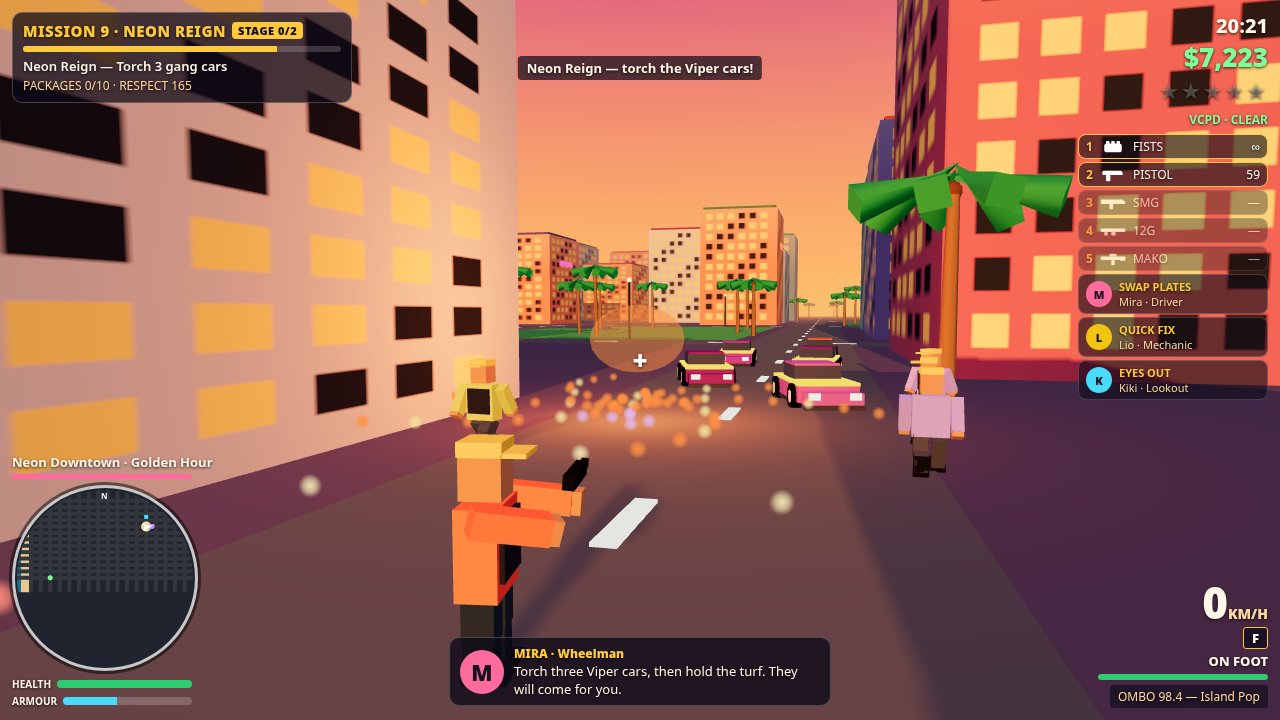 MISSION 9 · NEON REIGN STAGE 0/2
Neon Reign — Torch 3 gang cars
PACKAGES 0/10 · RESPECT 165
Neon Reign — torch the Viper cars!
20:21
$7,223
VCPD · CLEAR
1 FISTS ∞
2 PISTOL 59
3 SMG —
4 12G —
5 MAKO —
M SWAP PLATES
Mira · Driver
L QUICK FIX
Lio · Mechanic
K EYES OUT
Kiki · Lookout
Neon Downtown · Golden Hour
N
HEALTH
ARMOUR
M MIRA · Wheelman
Torch three Viper cars, then hold the turf. They
will come for you.
0 KM/H
F
ON FOOT
OMBO 98.4 — Island Pop